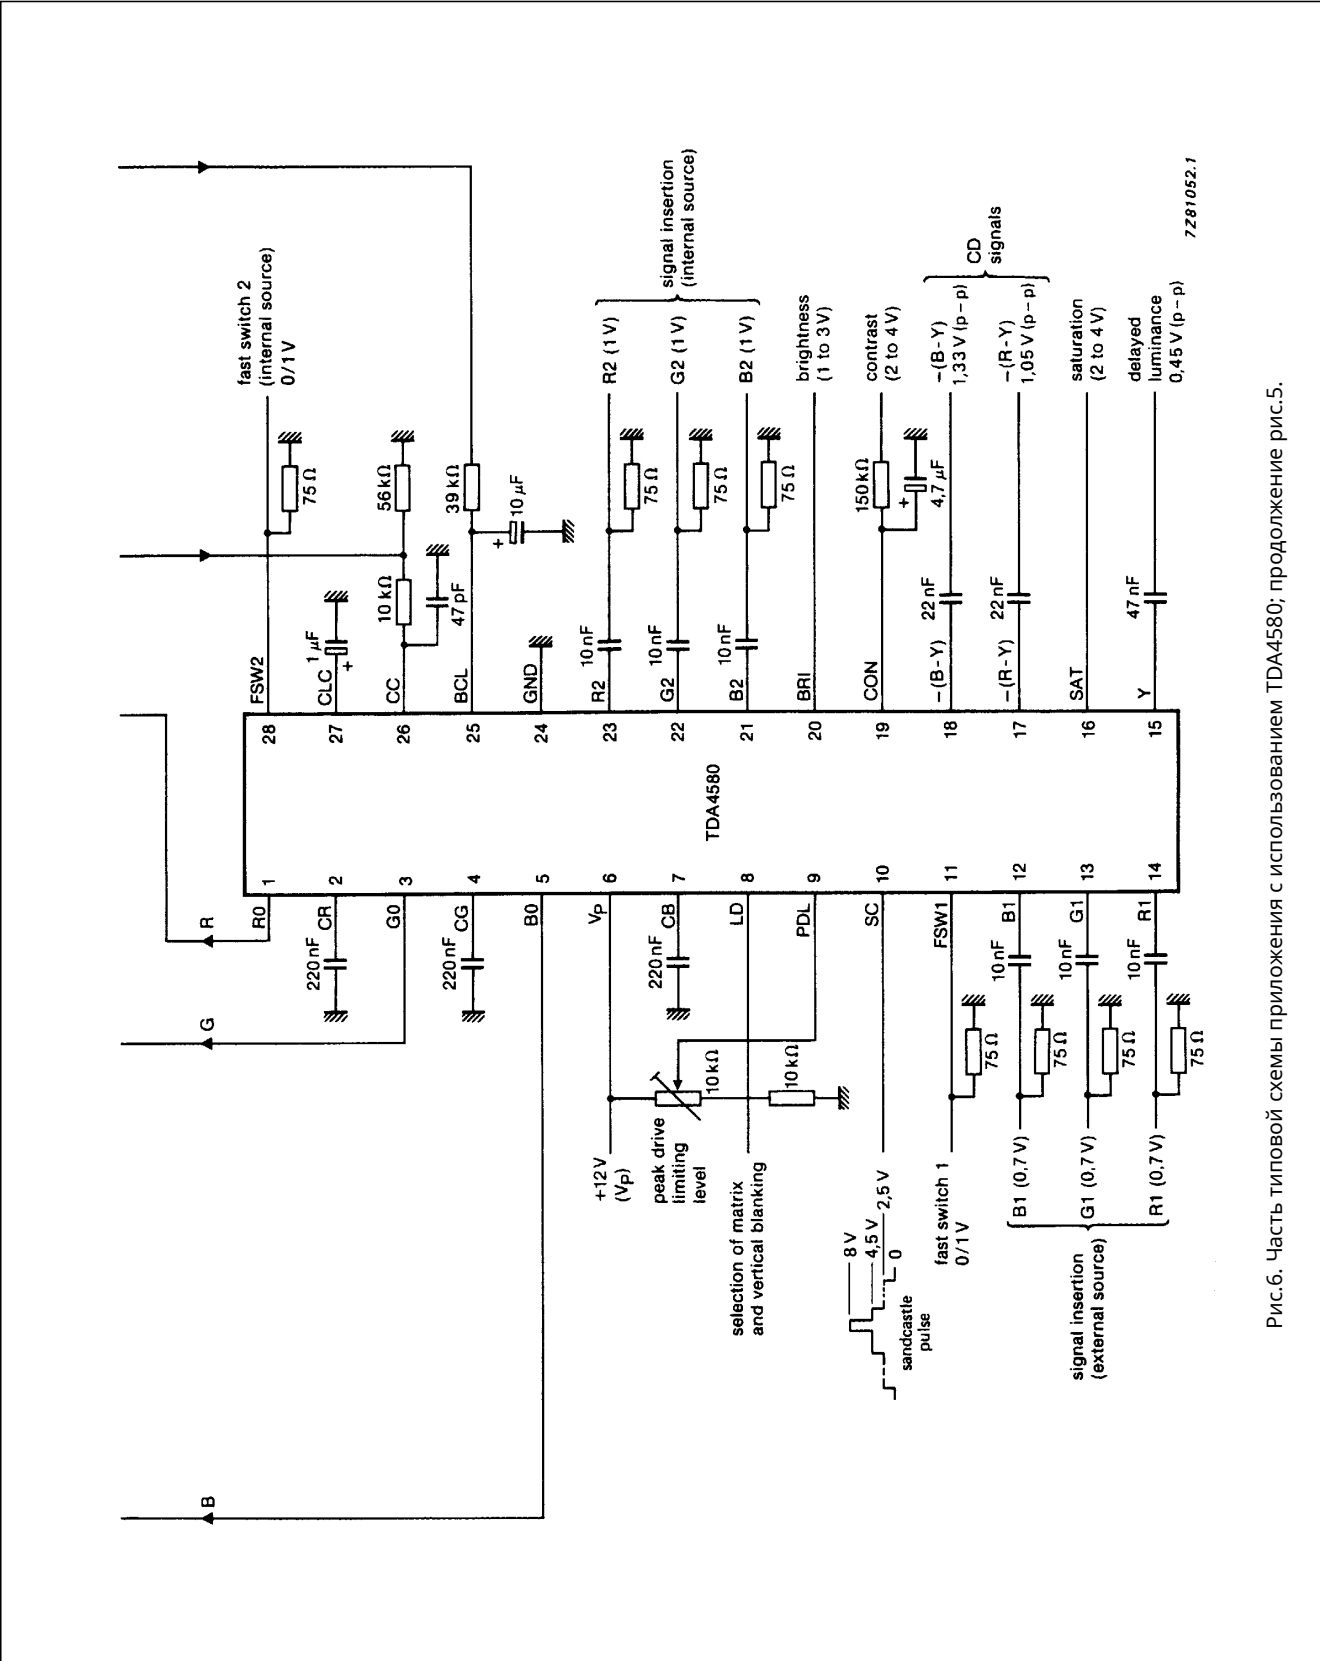 R
G
B
fast switch 2
(internal source)
0/1 V
75 Ω
FSW2
28
1 μF
+
CLC
27
56 kΩ
10 kΩ
47 pF
CC
26
39 kΩ
+
10 μF
BCL
25
GND
24
signal insertion
(internal source)
R2 (1 V)
75 Ω
10 nF
R2
23
G2 (1 V)
75 Ω
10 nF
G2
22
B2 (1 V)
75 Ω
10 nF
B2
21
brightness
(1 to 3 V)
BRI
20
contrast
(2 to 4 V)
150 kΩ
+
4,7 μF
CON
19
CD
signals
–(B-Y)
1,33 V (p–p)
22 nF
–(B-Y)
18
–(R-Y)
1,05 V (p–p)
22 nF
–(R-Y)
17
saturation
(2 to 4 V)
SAT
16
delayed
luminance
0,45 V (p–p)
47 nF
Y
15
TDA4580
1
R0
2
CR
220 nF
3
G0
4
CG
220 nF
5
B0
6
VP
+12 V
(VP)
7
CB
220 nF
peak drive
limiting
level
10 kΩ
8
LD
selection of matrix
and vertical blanking
10 kΩ
9
PDL
10
SC
8 V
4,5 V
2,5 V
0
sandcastle
pulse
11
FSW1
75 Ω
fast switch 1
0/1 V
12
B1
10 nF
75 Ω
B1 (0,7 V)
13
G1
10 nF
75 Ω
G1 (0,7 V)
14
R1
10 nF
75 Ω
R1 (0,7 V)
signal insertion
(external source)
7Z81052.1
Рис.6. Часть типовой схемы приложения с использованием TDA4580; продолжение рис.5.